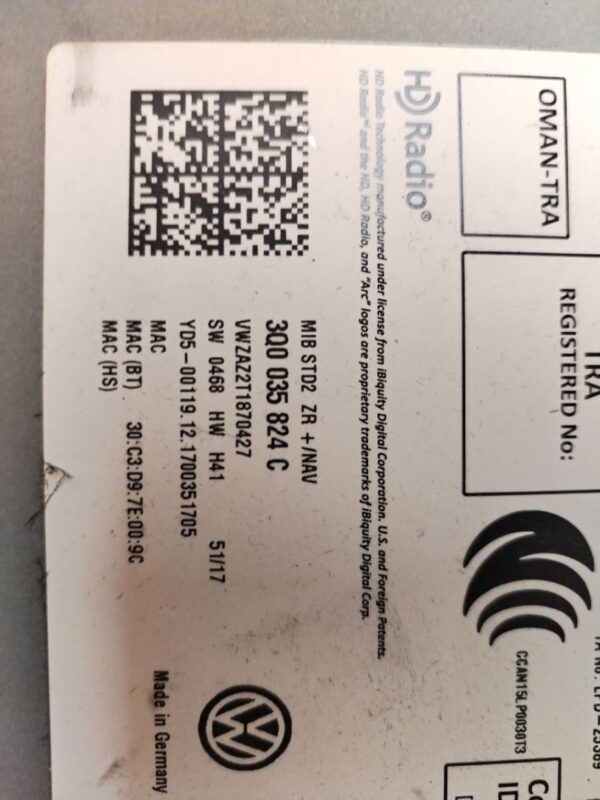 OMAN-TRA
TRA
REGISTERED No:
HD Radio®
HD Radio Technology manufactured under license from iBiquity Digital Corporation. U.S. and Foreign Patents.
HD Radio™ and the HD, HD Radio, and "Arc" logos are proprietary trademarks of iBiquity Digital Corp.
CCAN15LP0030T3
MIB STD2 ZR +/NAV
3Q0 035 824 C
VWZAZ2T1870427
SW 0468 HW H41 51/17
YD5-00119.12.1700351705
MAC
MAC (BT) 30:C3:D9:7E:00:9C
MAC (HS)
Made in Germany